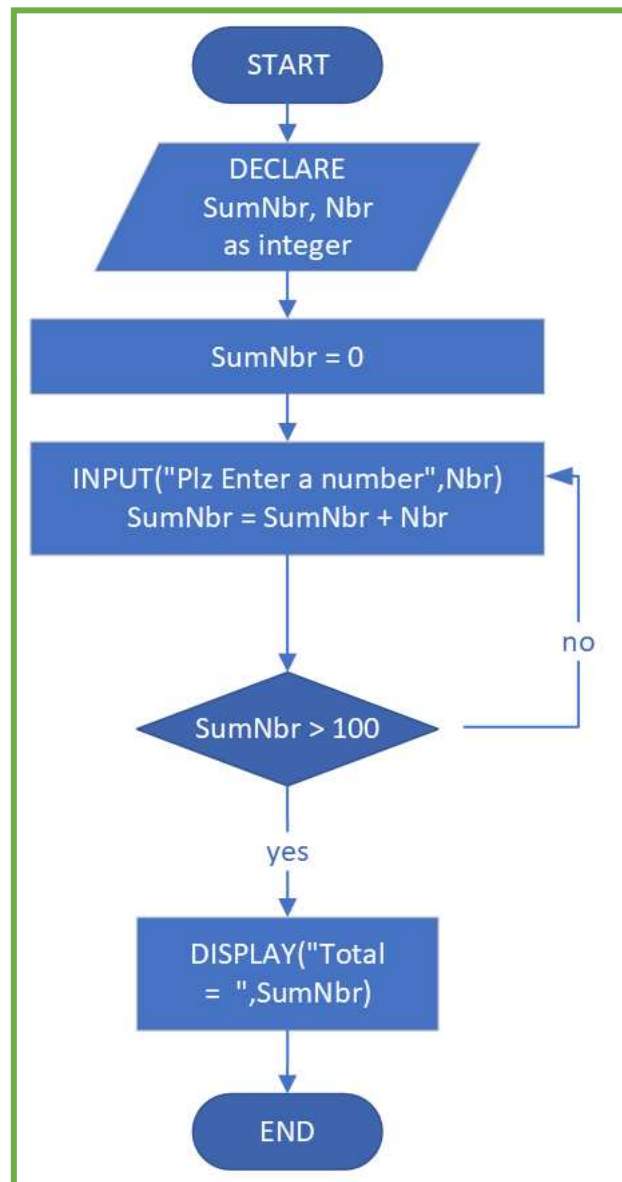 START
DECLARE
SumNbr, Nbr
as integer
SumNbr = 0
INPUT("Plz Enter a number",Nbr)
SumNbr = SumNbr + Nbr
no
SumNbr > 100
yes
DISPLAY("Total
=  ",SumNbr)
END